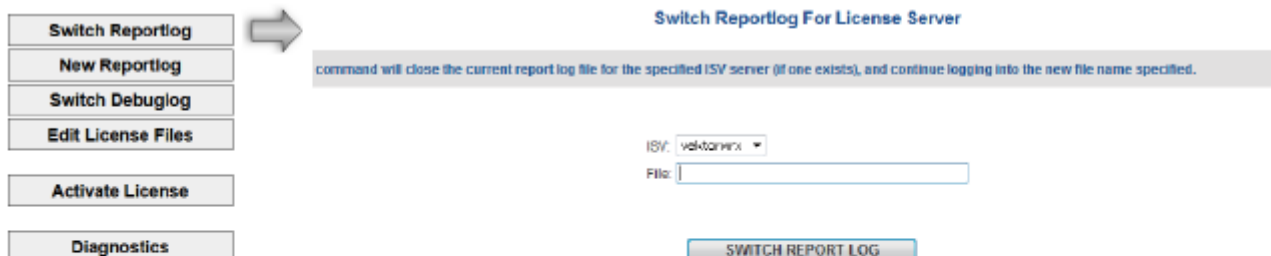 Switch Reportlog
New Reportlog
Switch Debuglog
Edit License Files
Activate License
Diagnostics
Switch Reportlog For License Server
command will close the current report log file for the specified ISV server (if one exists), and continue logging into the new file name specified.
ISV: vektorwrx
File:
SWITCH REPORT LOG